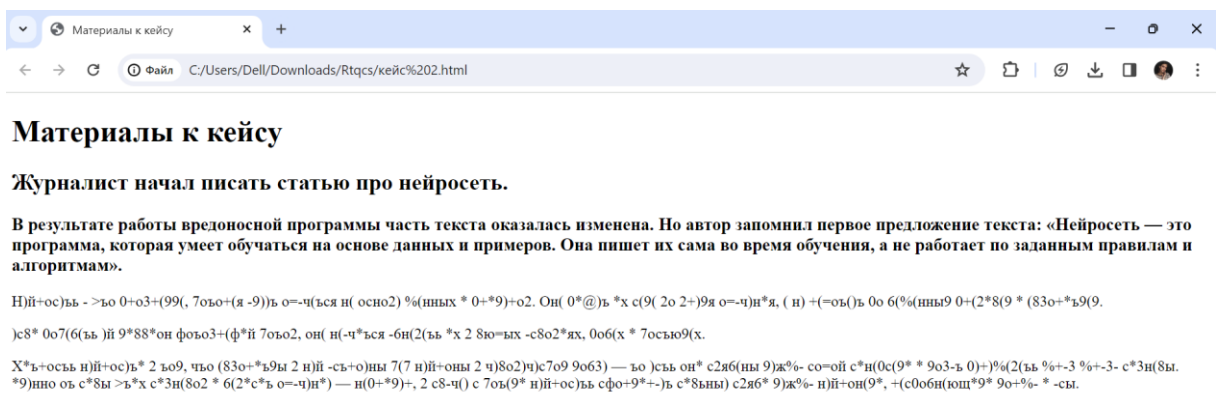 Материалы к кейсу
Файл C:/Users/Dell/Downloads/Rtqcs/кейс%202.html
Материалы к кейсу
Журналист начал писать статью про нейросеть.
В результате работы вредоносной программы часть текста оказалась изменена. Но автор запомнил первое предложение текста: «Нейросеть — это
программа, которая умеет обучаться на основе данных и примеров. Она пишет их сама во время обучения, а не работает по заданным правилам и
алгоритмам».
Н)й+ос)ъь - >ъо 0+о3+(99(, 7оъо+(я -9))ъ о=-ч(ься н( осно2) %(нных * 0+*9)+о2. Он( 0*@)ъ *х с(9( 2о 2+)9я о=-ч)н*я, ( н) +(=оъ()ъ 0о 6(%(нны9 0+(2*8(9 * (83о+*ъ9(9.
)с8* 0о7(6(ъь )й 9*88*он фоъо3+(ф*й 7оъо2, он( н(-ч*ься -6н(2(ъь *х 2 8ю=ых -с8о2*ях, 0о6(х * 7осъю9(х.
Х*ъ+осъь н)й+ос)ъ* 2 ъо9, чъо (83о+*ъ9ы 2 н)й -съ+о)ны 7(7 н)й+оны 2 ч)8о2)ч)с7о9 9о63) — ъо )съь он* с2я6(ны 9)ж%- со=ой с*н(0с(9* * 9о3-ъ 0)+)%(2(ъь %+-3 %+-3- с*3н(8ы.
*9)нно оъ с*8ы >ъ*х с*3н(8о2 * 6(2*с*ъ о=-ч)н*) — н(0+*9)+, 2 с8-ч() с 7оъ(9* н)й+ос)ъь сфо+9*+-)ъ с*8ьны) с2я6* 9)ж%- н)й+он(9*, +(с0о6н(ющ*9* 9о+%- * -сы.